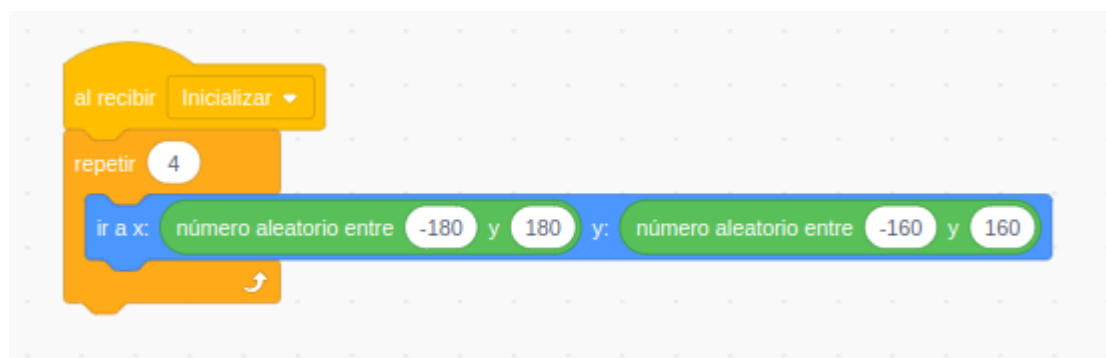 al recibir Inicializar
repetir 4
ir a x: número aleatorio entre -180 y 180 y: número aleatorio entre -160 y 160